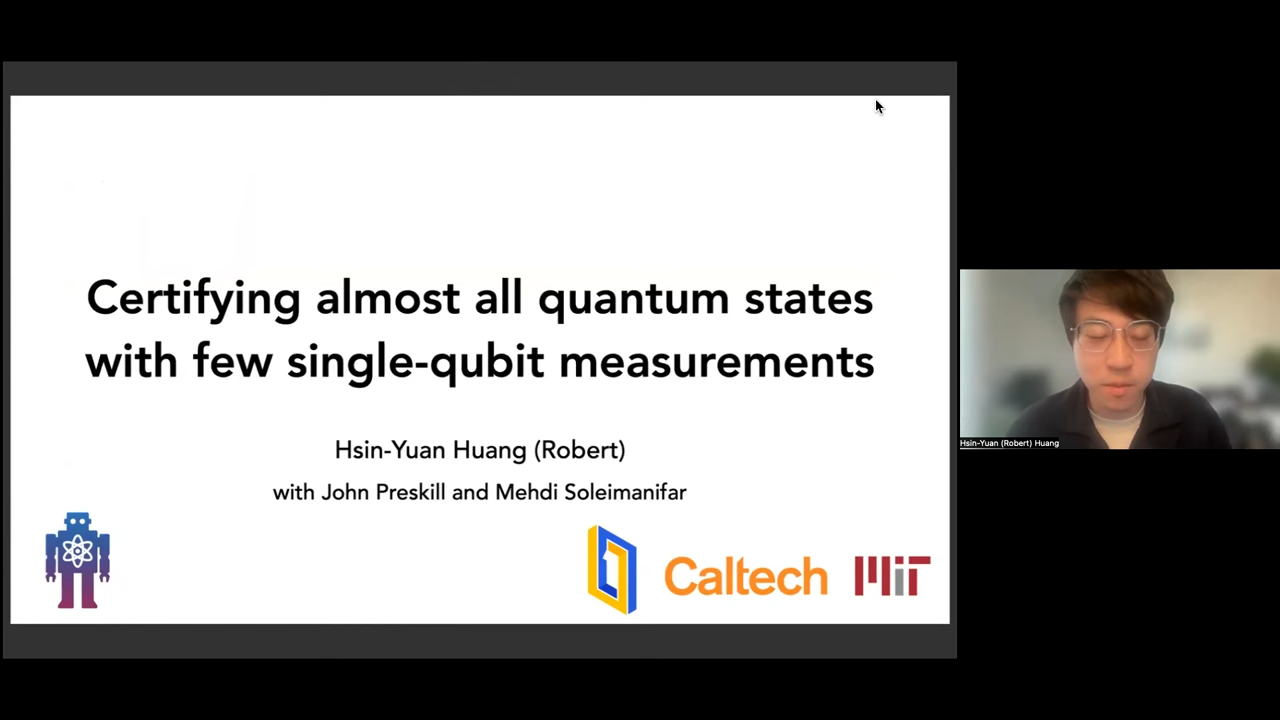 Certifying almost all quantum states
with few single-qubit measurements
Hsin-Yuan Huang (Robert)
with John Preskill and Mehdi Soleimanifar
Caltech
MIT
Hsin-Yuan (Robert) Huang